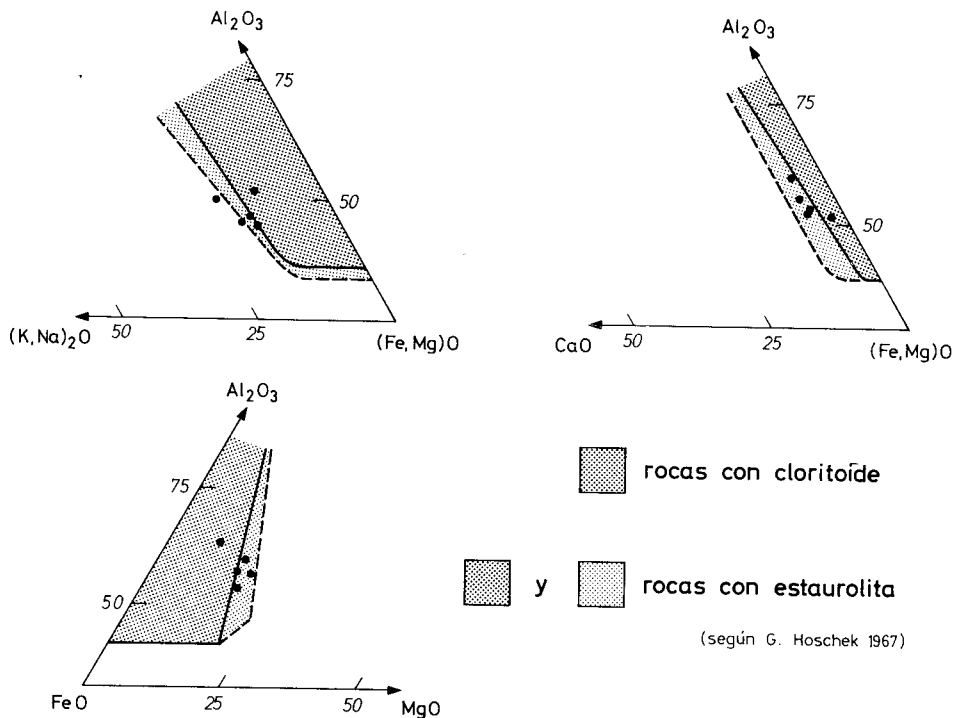 Al₂O₃
75
50
(K,Na)₂O
50
25
(Fe,Mg)O
Al₂O₃
75
50
CaO
50
25
(Fe,Mg)O
Al₂O₃
75
50
FeO
25
50
MgO
rocas con cloritoíde
y
rocas con estaurolita
(según G. Hoschek 1967)